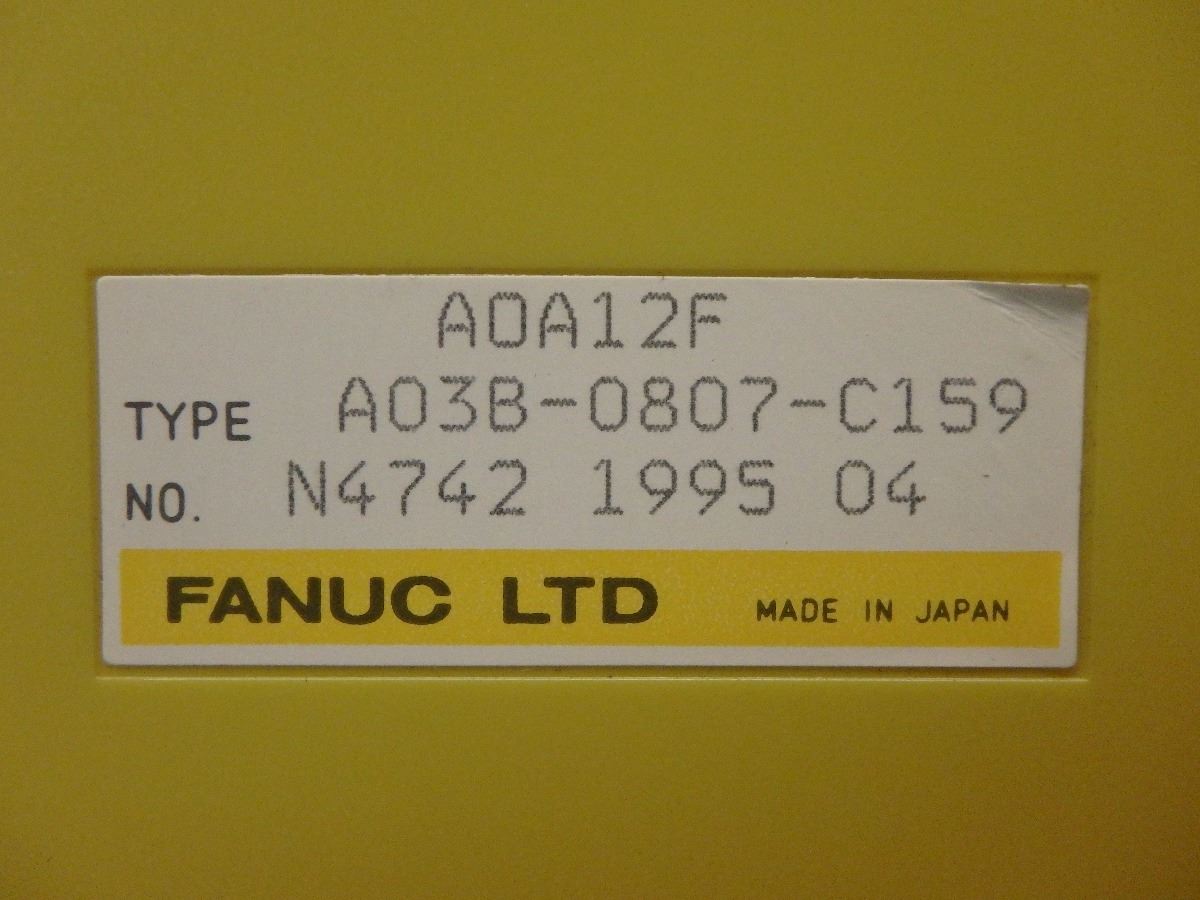 AOA12F
TYPE A03B-0807-C159
NO. N4742 1995 04
FANUC LTD MADE IN JAPAN